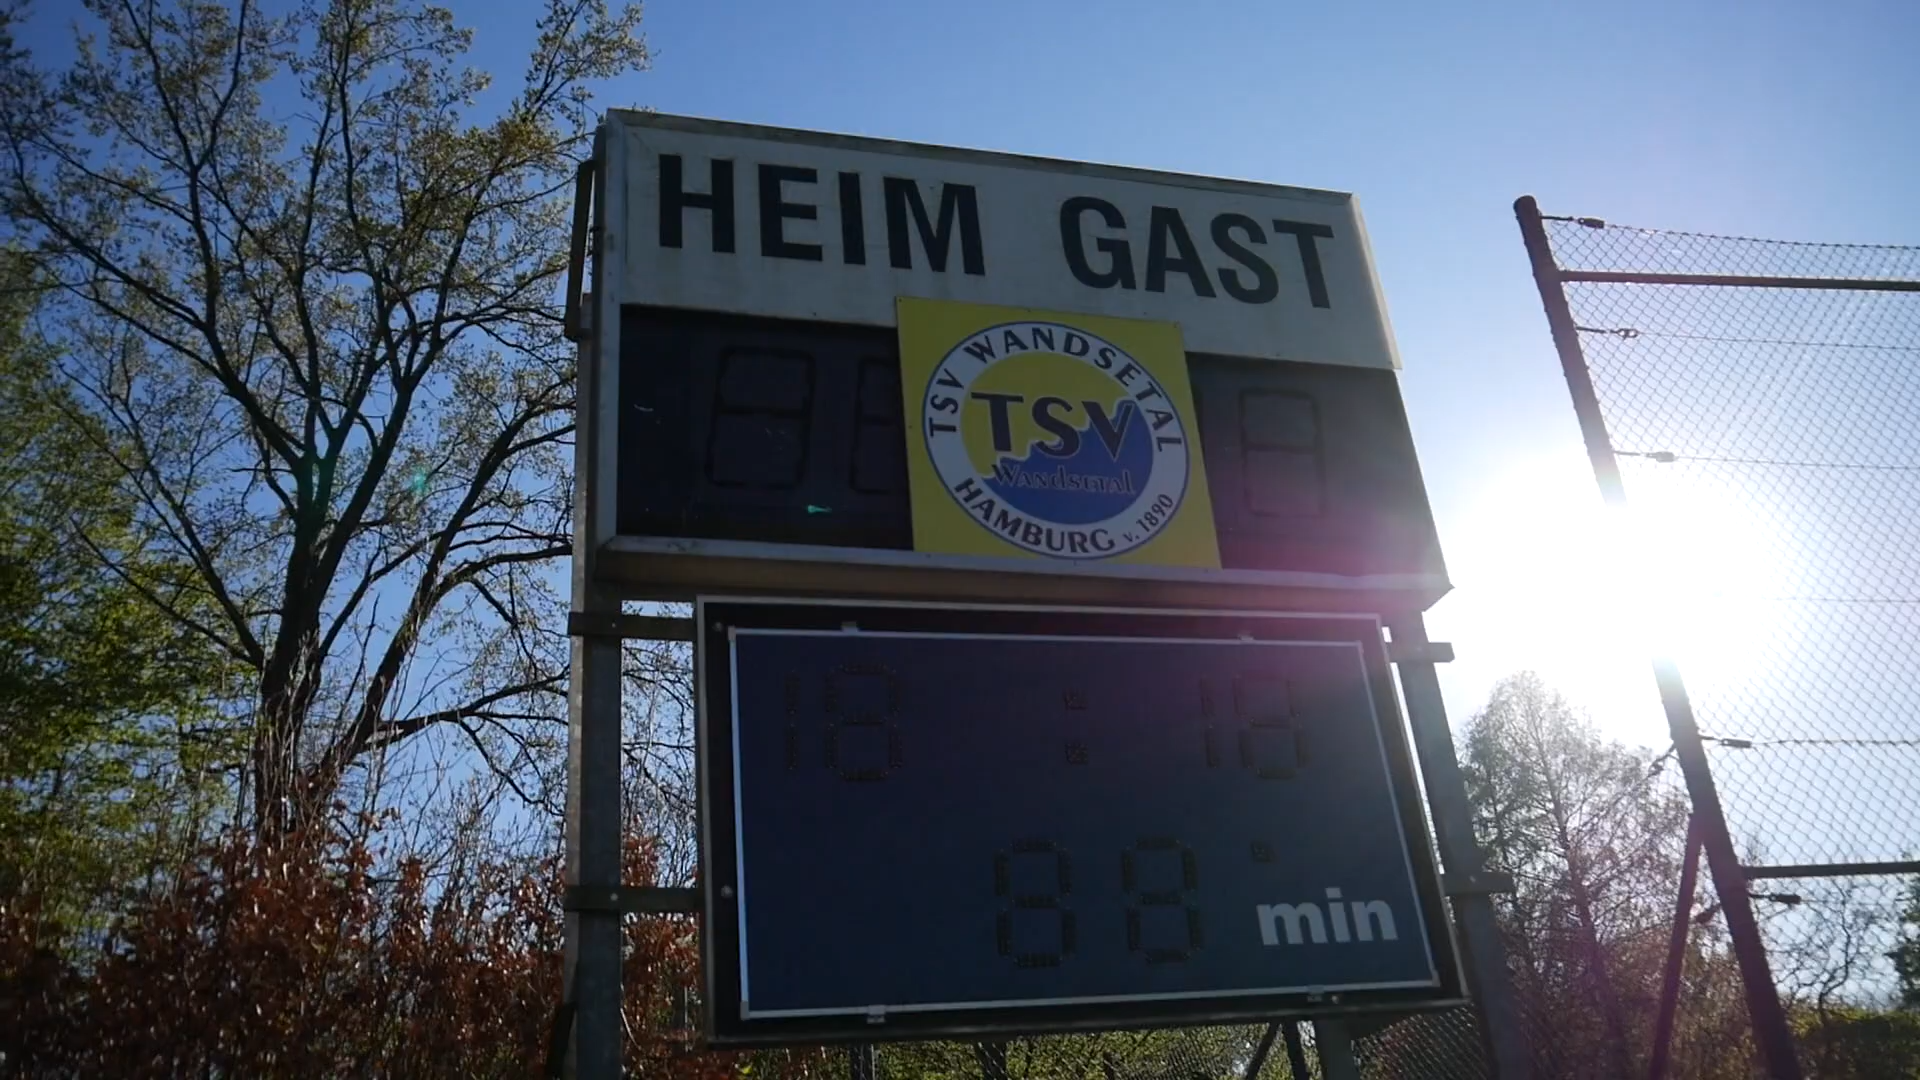 HEIM GAST
TSV WANDSETAL
TSV
Wandsetal
HAMBURG v. 1890
min